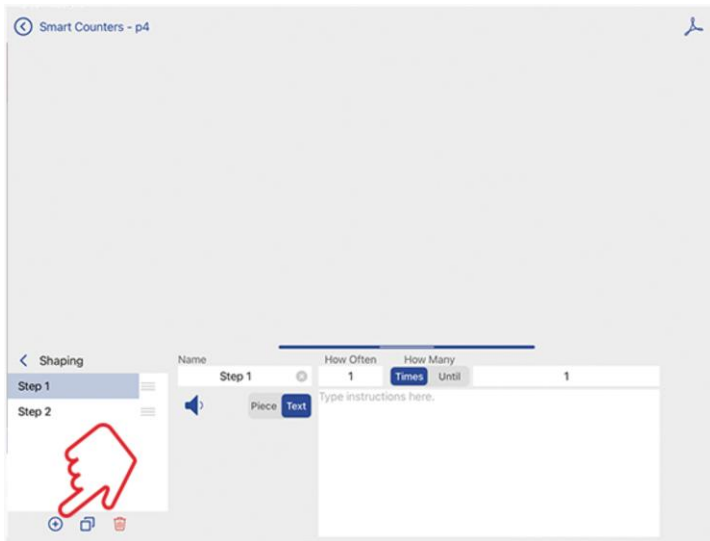 Smart Counters - p4
Shaping
Step 1
Step 2
Name How Often How Many
Step 1 1 Times Until 1
Piece Text
Type instructions here.